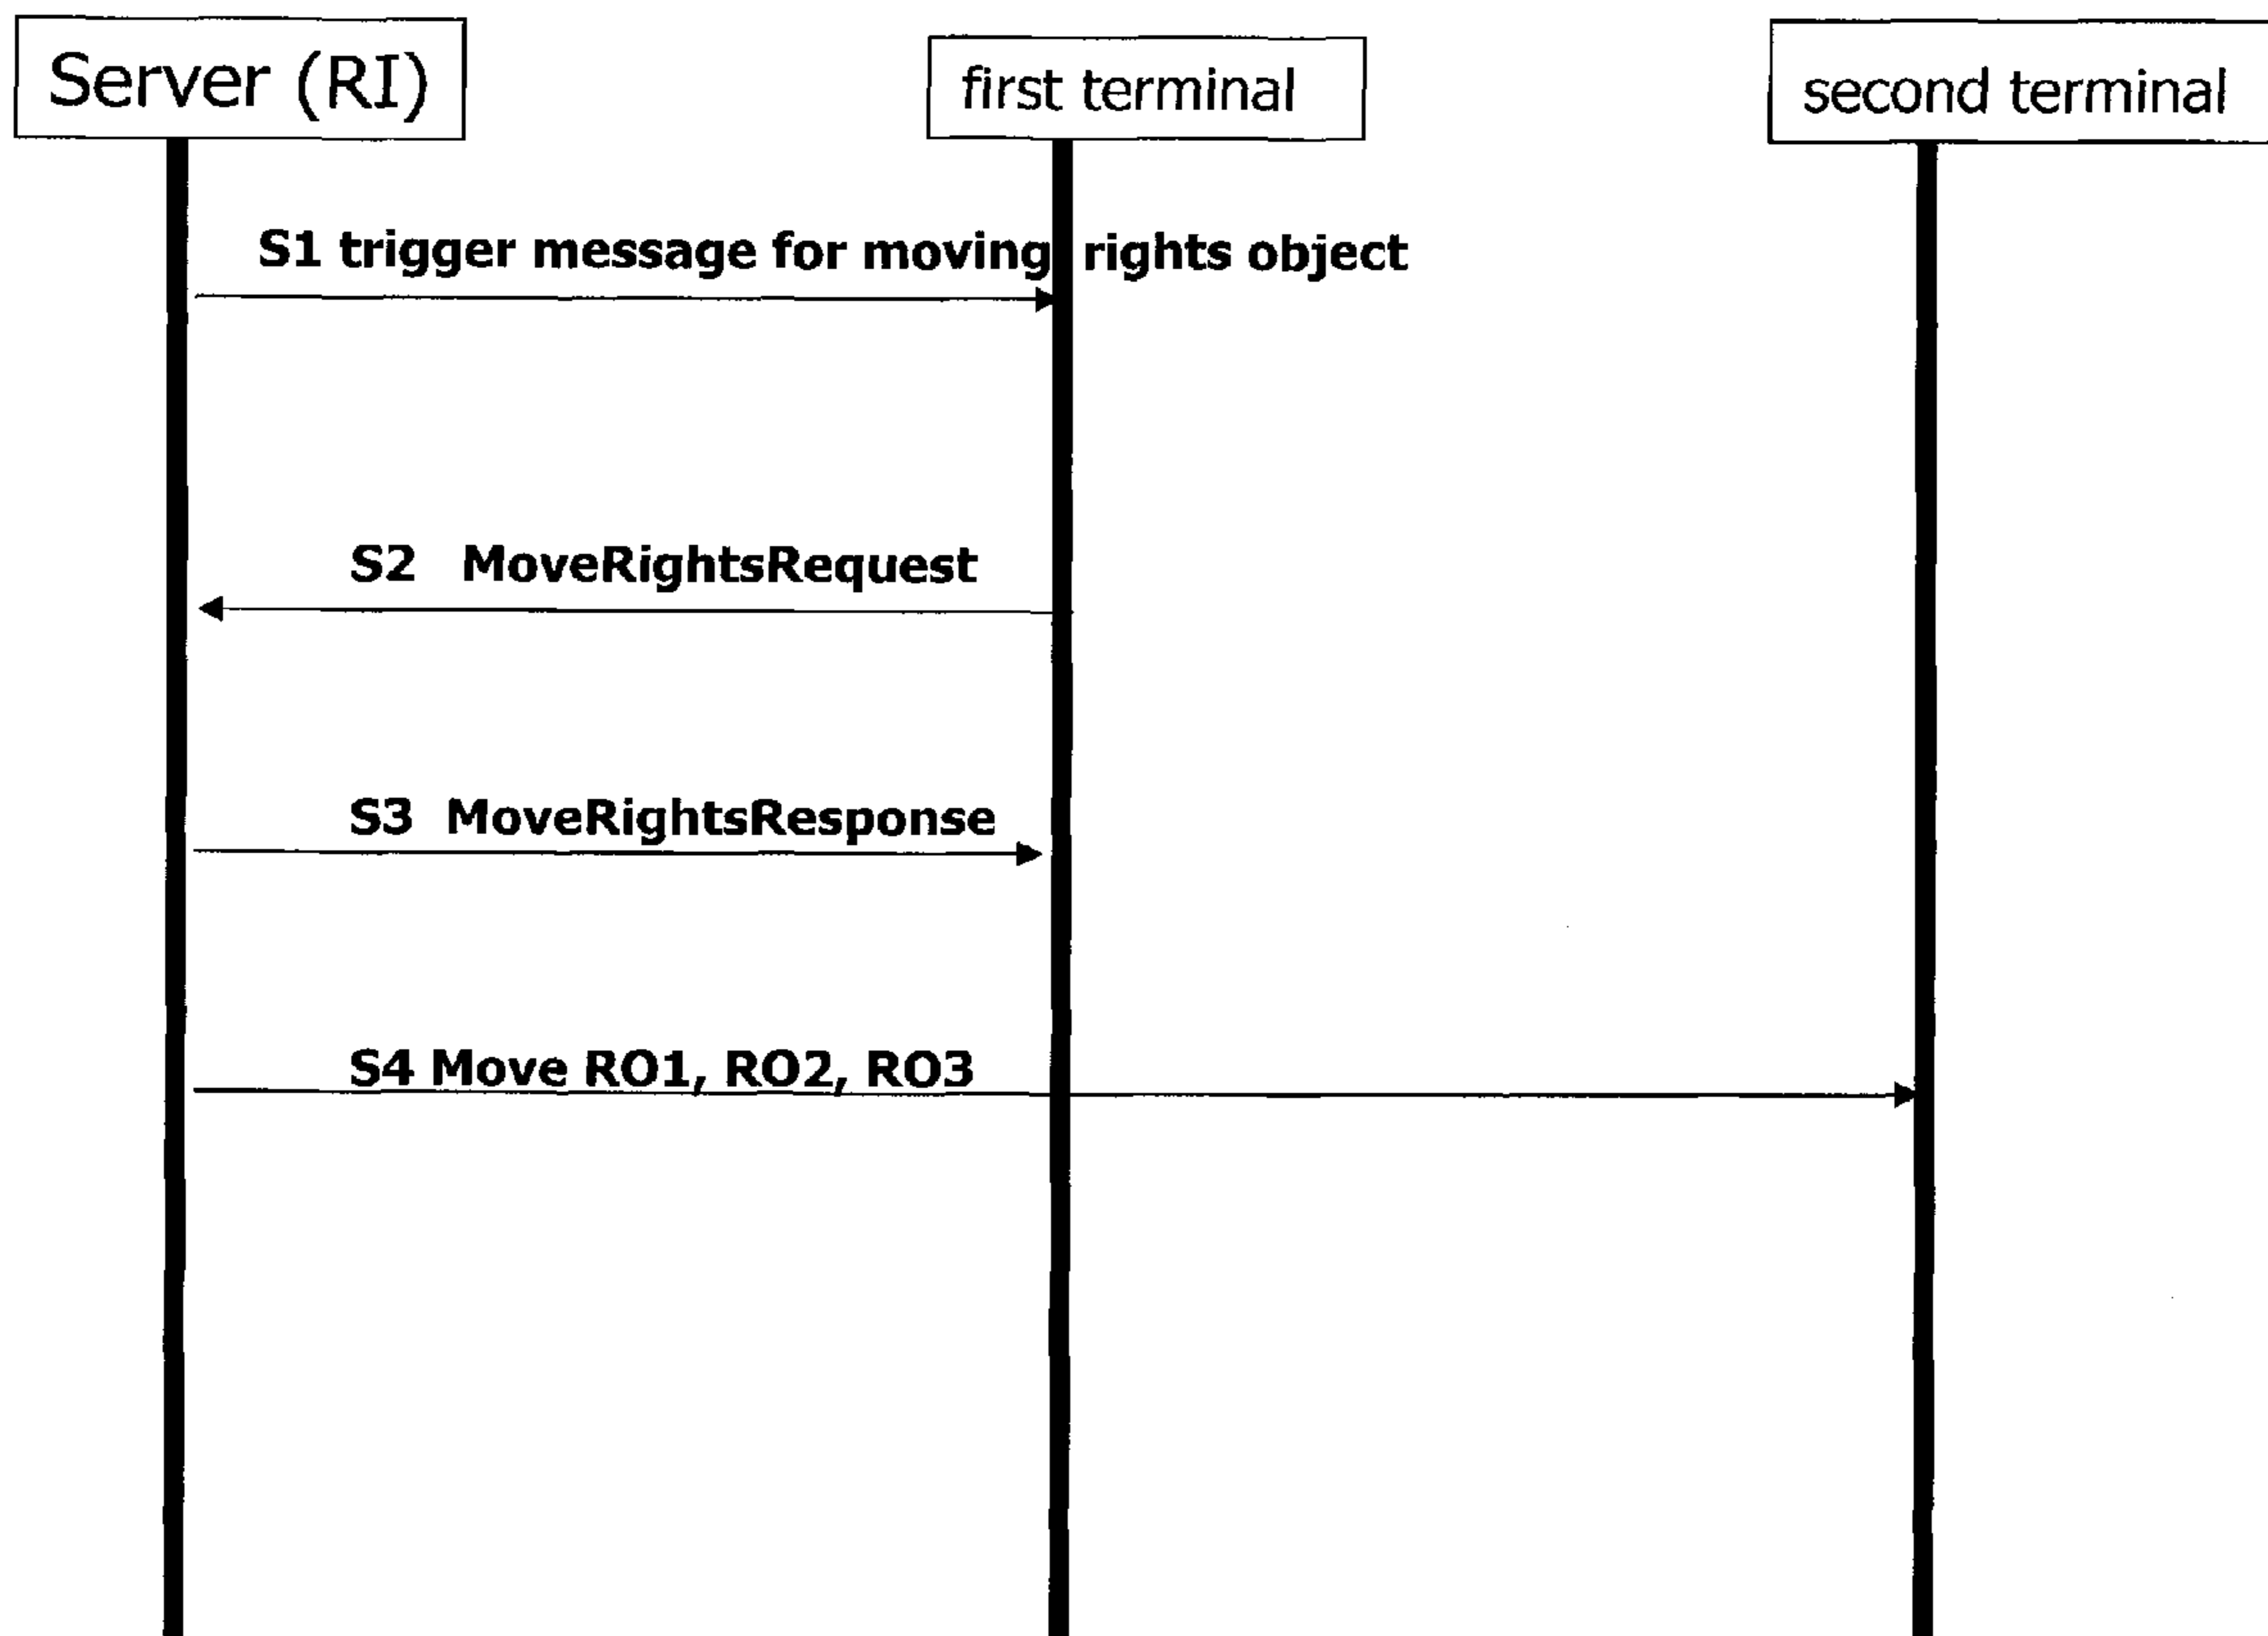 Server (RI)
first terminal
second terminal
S1 trigger message for moving rights object
S2 MoveRightsRequest
S3 MoveRightsResponse
S4 Move RO1, RO2, RO3